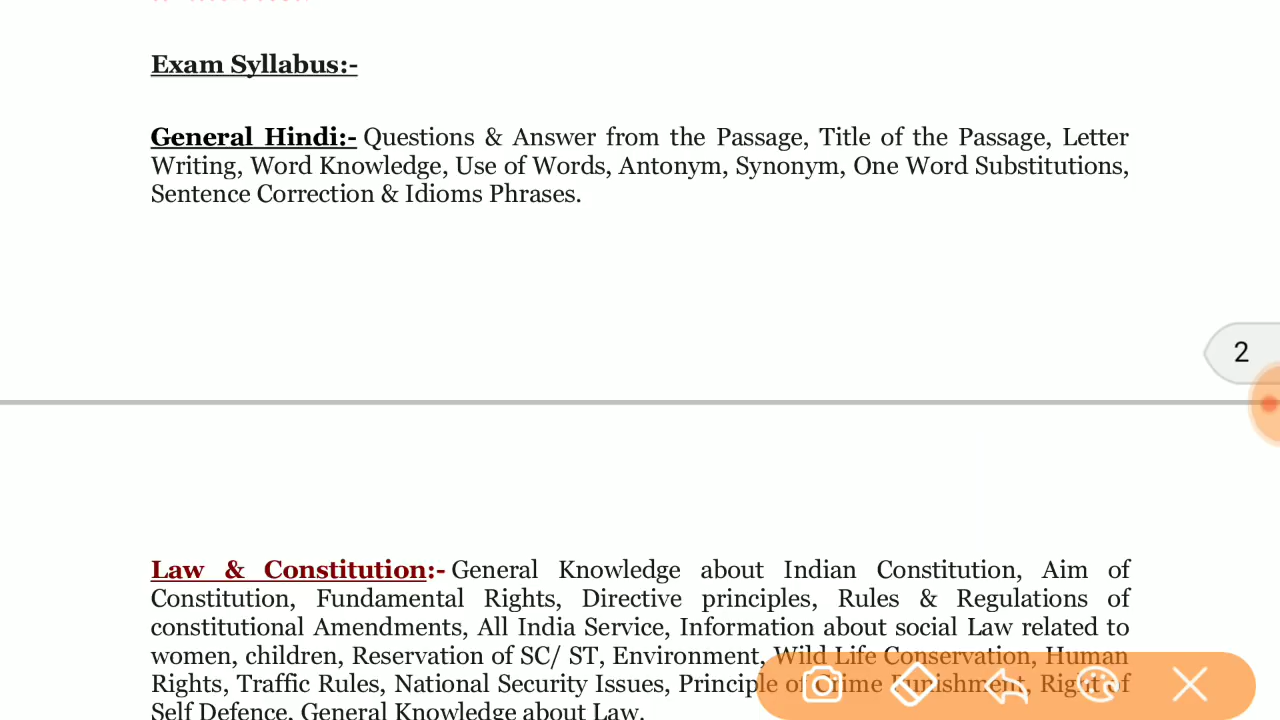 Exam Syllabus:-
General Hindi:- Questions & Answer from the Passage, Title of the Passage, Letter
Writing, Word Knowledge, Use of Words, Antonym, Synonym, One Word Substitutions,
Sentence Correction & Idioms Phrases.
2
Law & Constitution:- General Knowledge about Indian Constitution, Aim of
Constitution, Fundamental Rights, Directive principles, Rules & Regulations of
constitutional Amendments, All India Service, Information about social Law related to
women, children, Reservation of SC/ ST, Environment, Wild Life Conservation, Human
Rights, Traffic Rules, National Security Issues, Principle of Crime Punishment, Right of
Self Defence, General Knowledge about Law.